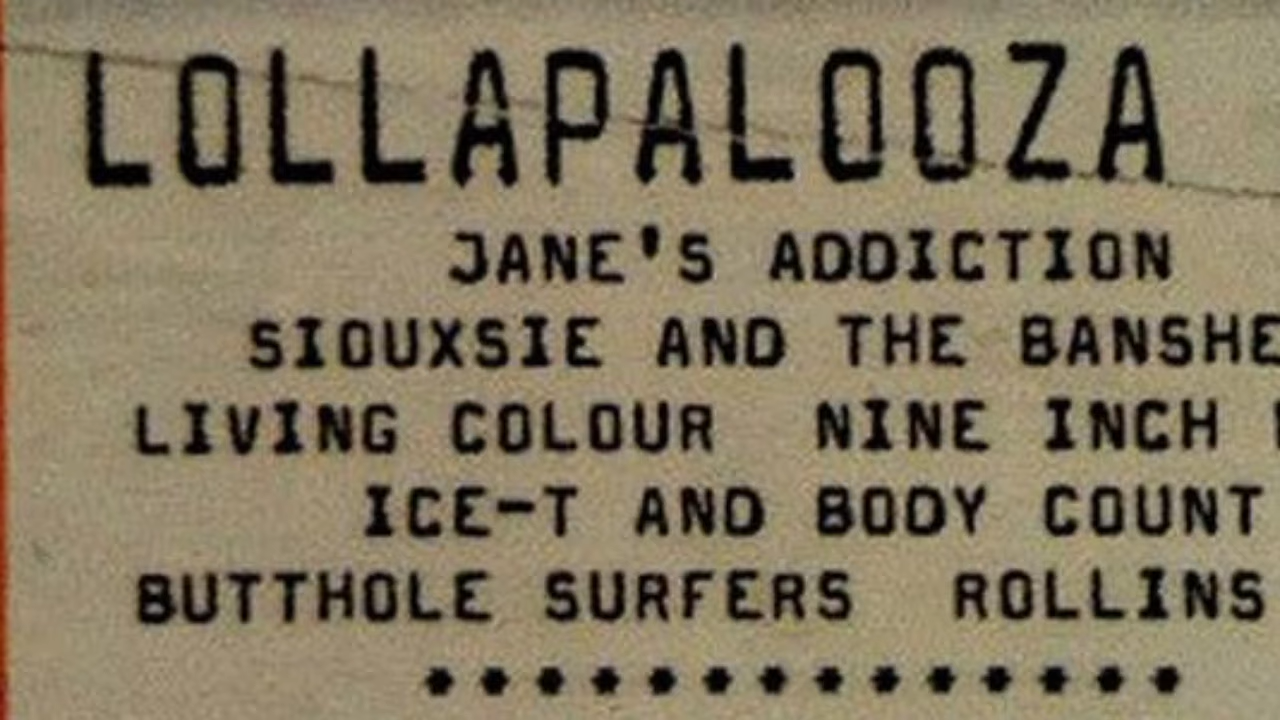 LOLLAPALOOZA
JANE'S ADDICTION
SIOUXSIE AND THE BANSHE
LIVING COLOUR NINE INCH
ICE-T AND BODY COUNT
BUTTHOLE SURFERS ROLLINS